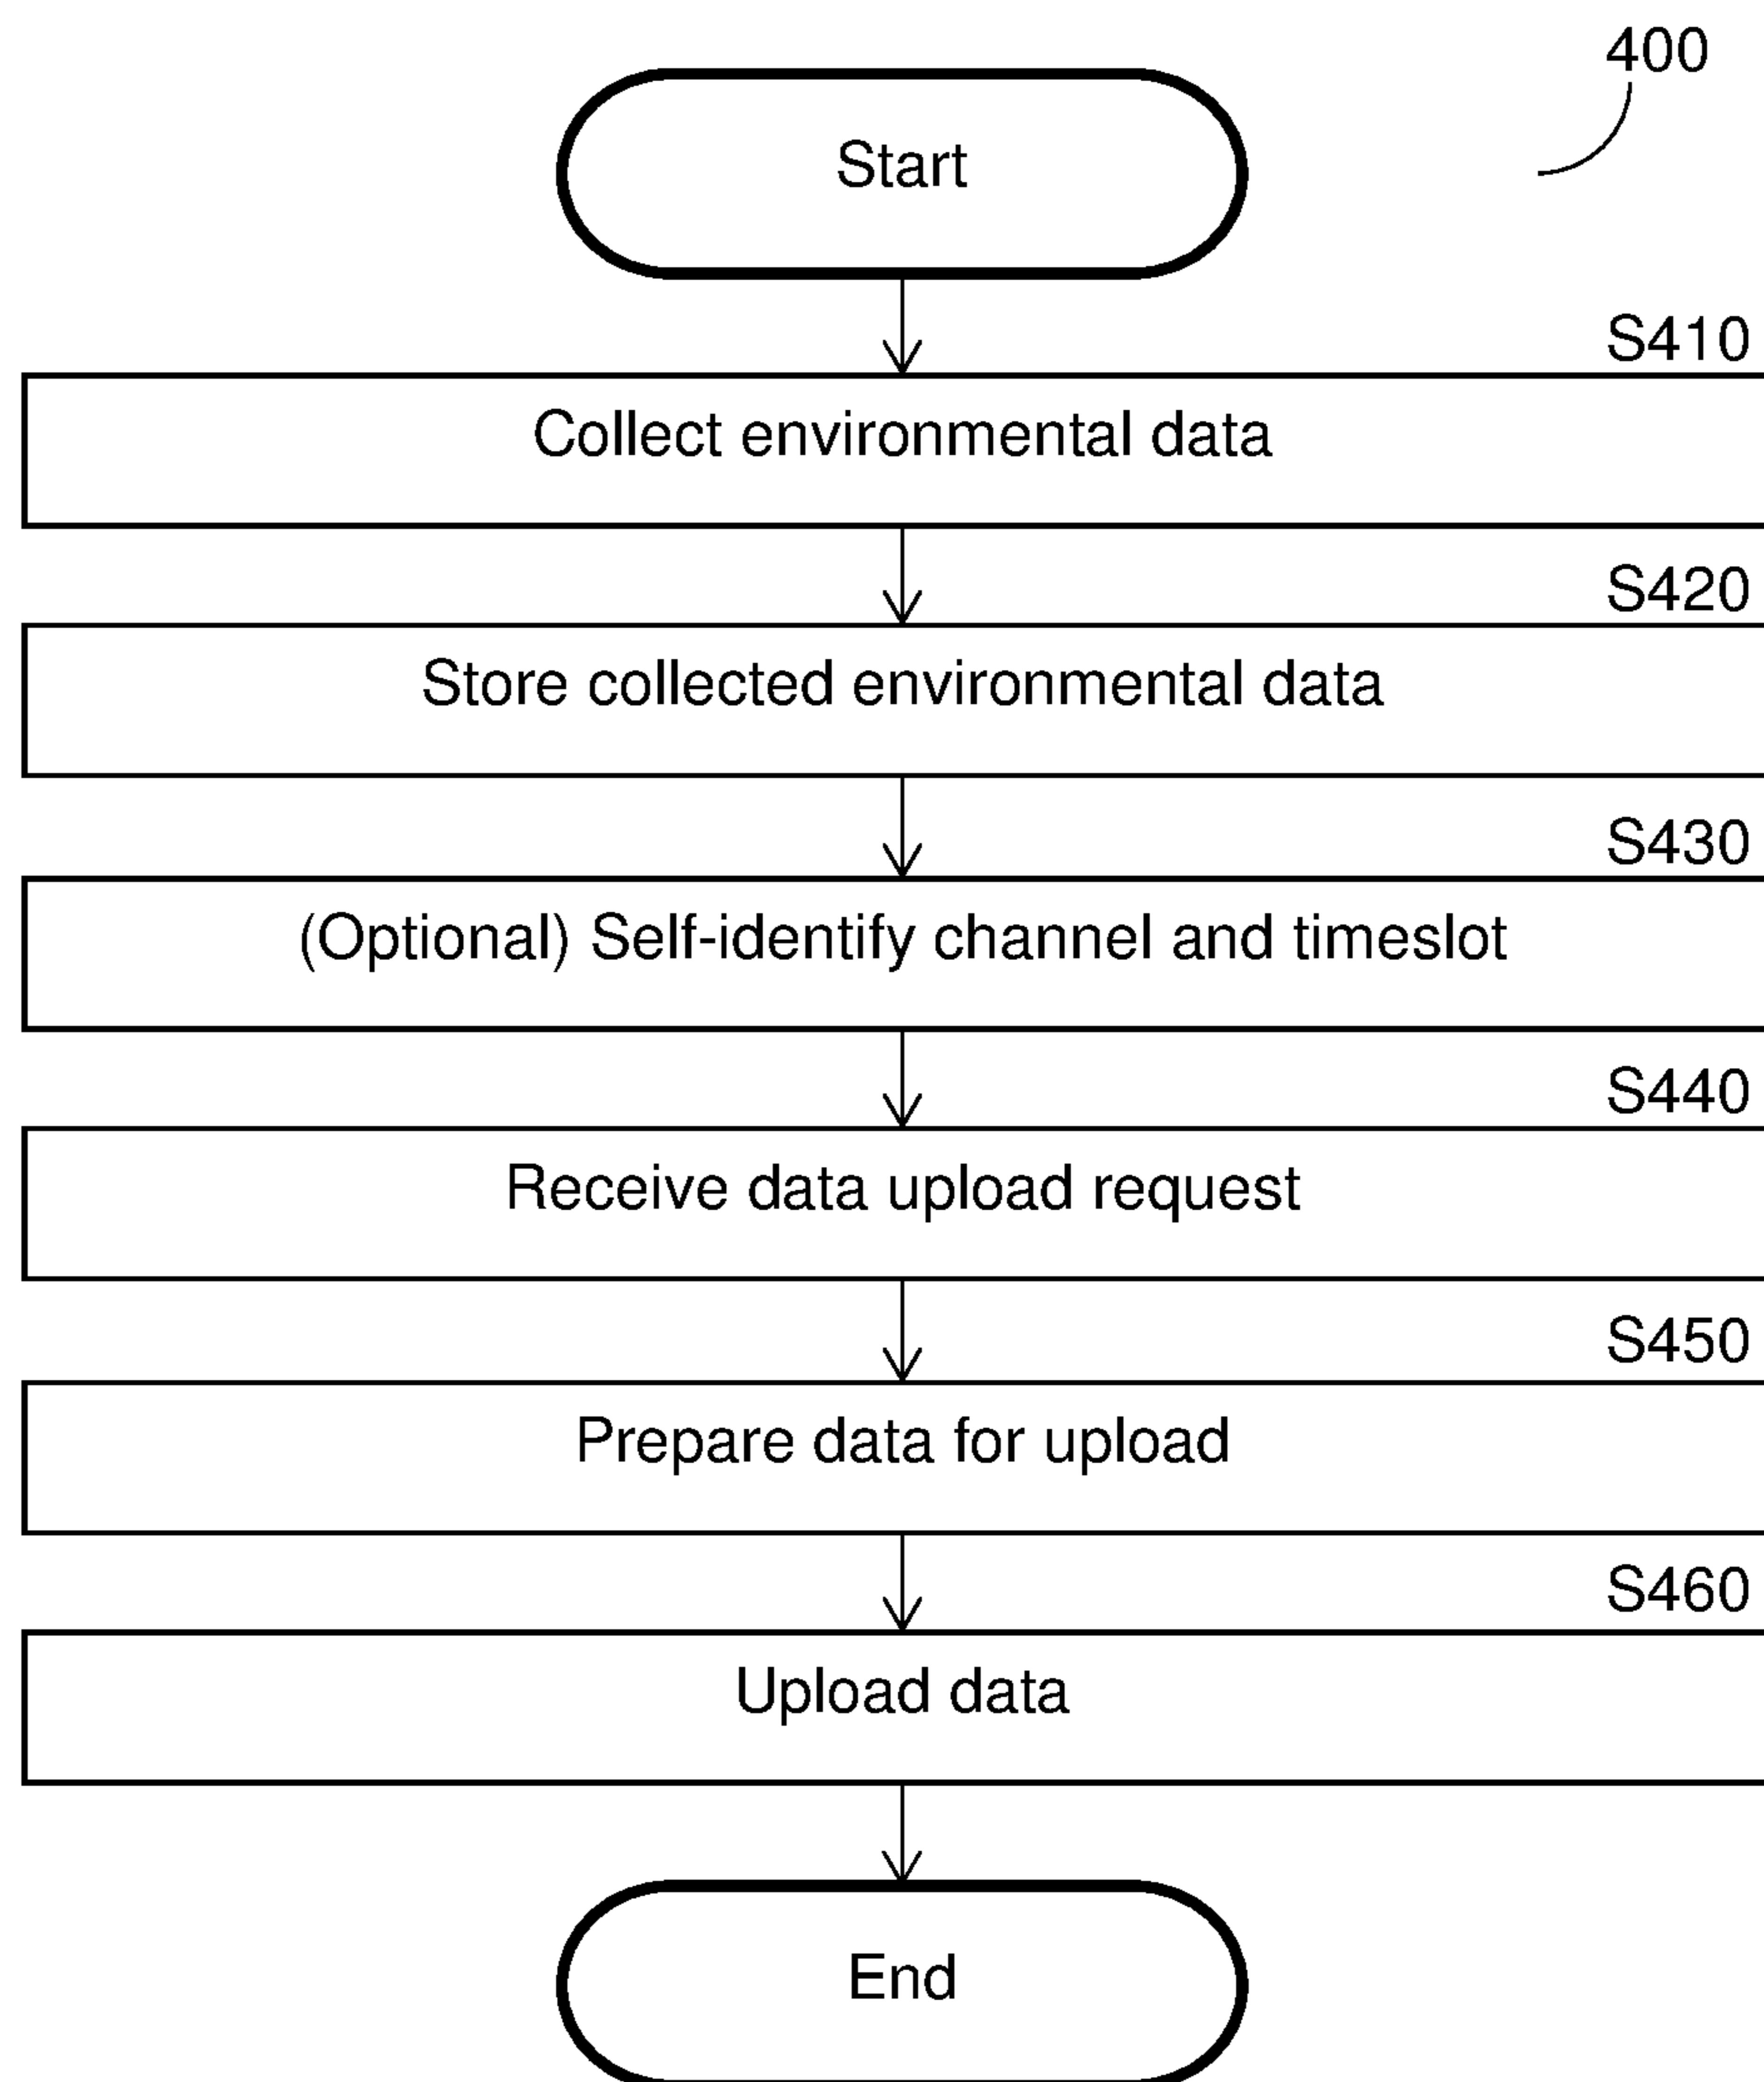 400
Start
S410
Collect environmental data
S420
Store collected environmental data
S430
(Optional) Self-identify channel and timeslot
S440
Receive data upload request
S450
Prepare data for upload
S460
Upload data
End